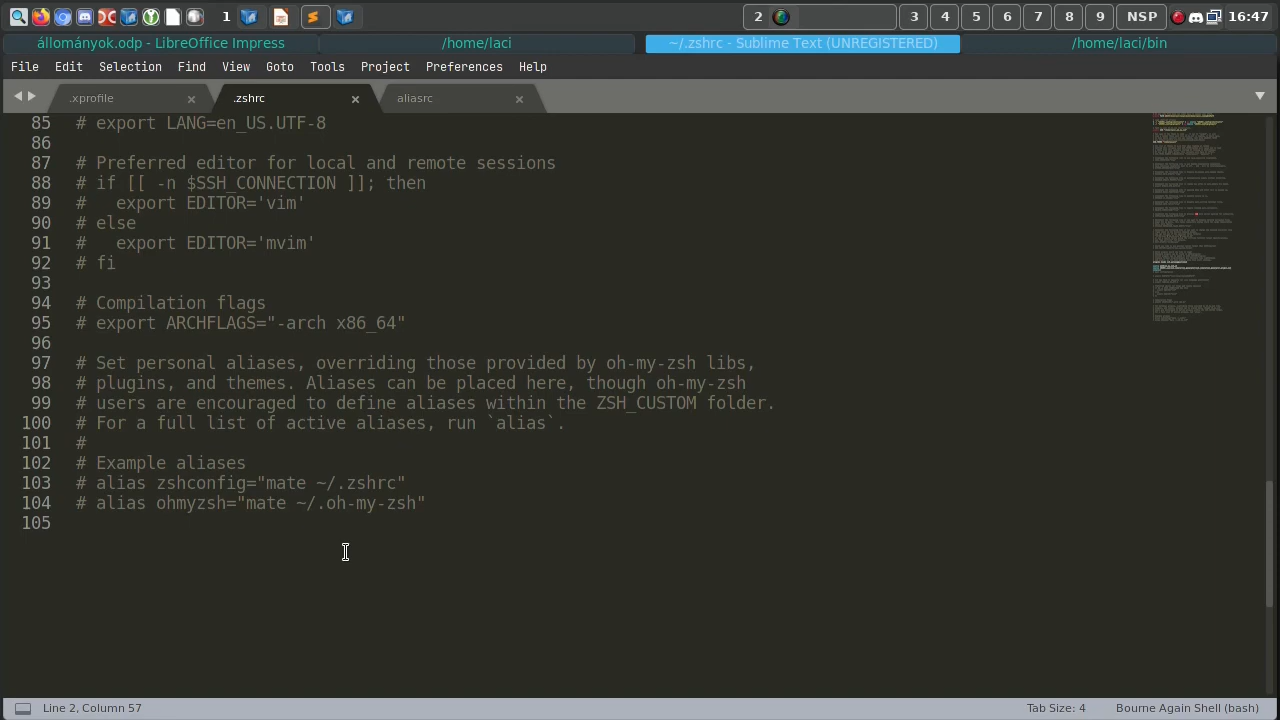 1 2 3 4 5 6 7 8 9 NSP 16:47
állományok.odp - LibreOffice Impress /home/laci ~/.zshrc - Sublime Text (UNREGISTERED) /home/laci/bin
File Edit Selection Find View Goto Tools Project Preferences Help
.xprofile .zshrc aliasrc
85 # export LANG=en_US.UTF-8
86
87 # Preferred editor for local and remote sessions
88 # if [[ -n $SSH_CONNECTION ]]; then
89 #   export EDITOR='vim'
90 # else
91 #   export EDITOR='mvim'
92 # fi
93
94 # Compilation flags
95 # export ARCHFLAGS="-arch x86_64"
96
97 # Set personal aliases, overriding those provided by oh-my-zsh libs,
98 # plugins, and themes. Aliases can be placed here, though oh-my-zsh
99 # users are encouraged to define aliases within the ZSH_CUSTOM folder.
100 # For a full list of active aliases, run `alias`.
101 #
102 # Example aliases
103 # alias zshconfig="mate ~/.zshrc"
104 # alias ohmyzsh="mate ~/.oh-my-zsh"
105
Line 2, Column 57 Tab Size: 4 Bourne Again Shell (bash)